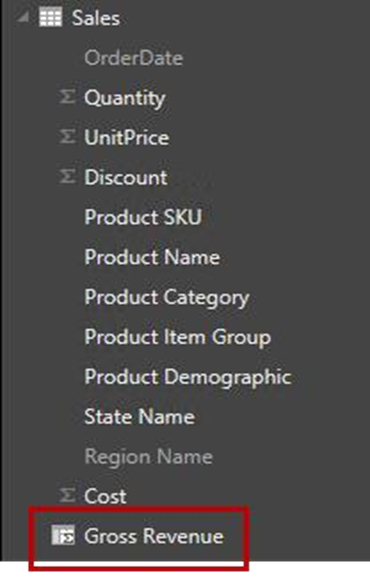 Sales
OrderDate
Σ Quantity
Σ UnitPrice
Σ Discount
Product SKU
Product Name
Product Category
Product Item Group
Product Demographic
State Name
Region Name
Σ Cost
Gross Revenue